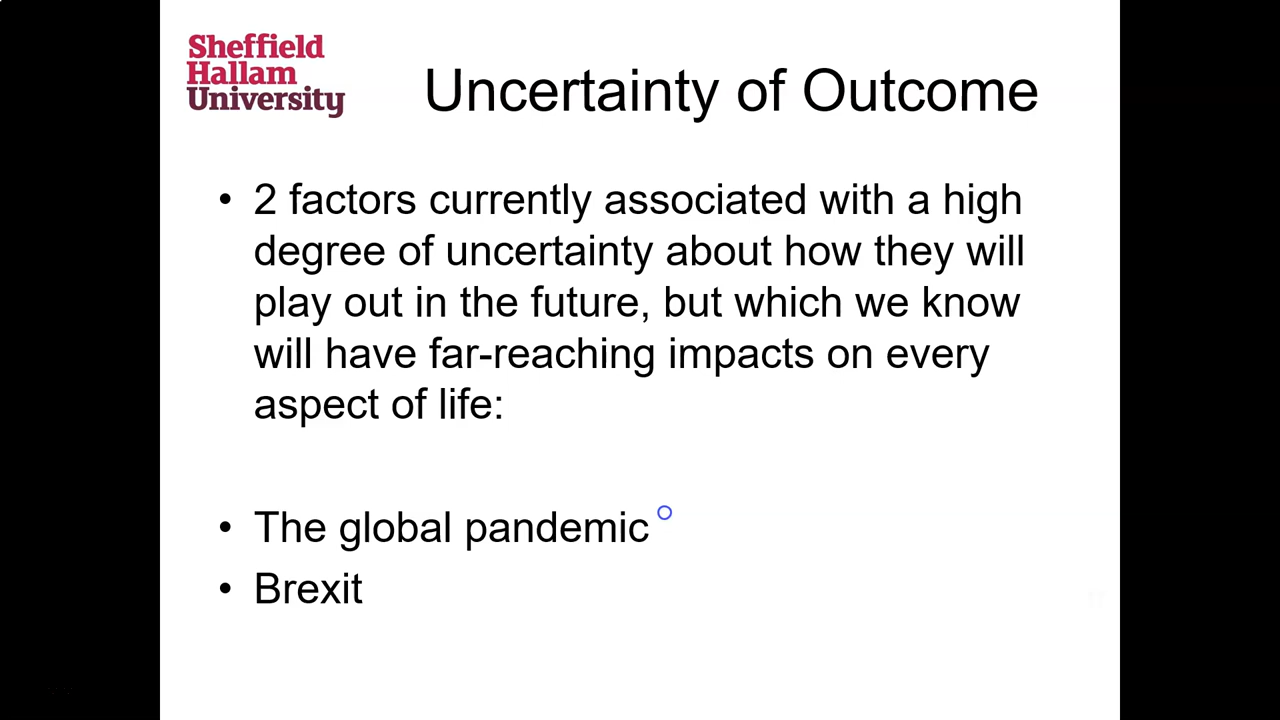 Sheffield
Hallam
University
Uncertainty of Outcome
• 2 factors currently associated with a high
degree of uncertainty about how they will
play out in the future, but which we know
will have far-reaching impacts on every
aspect of life:
• The global pandemic
• Brexit